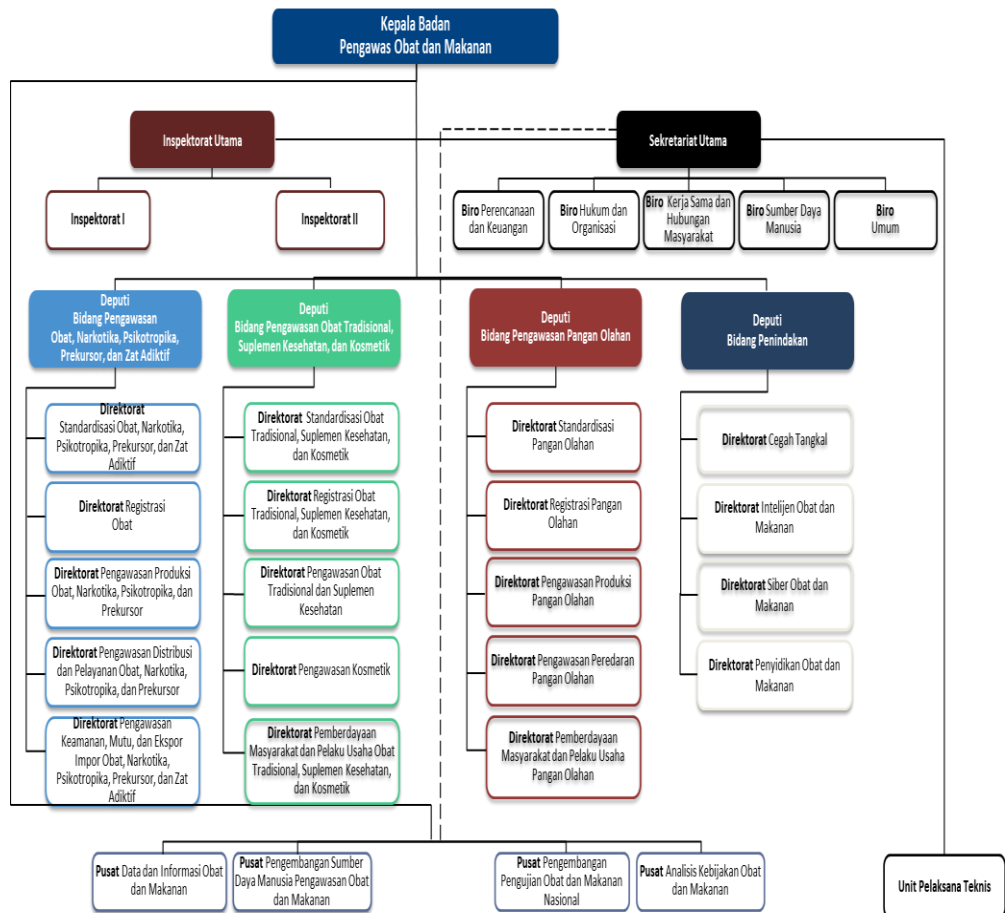 Kepala Badan
Pengawas Obat dan Makanan
Inspektorat Utama
Sekretariat Utama
Inspektorat I
Inspektorat II
Biro Perencanaan
dan Keuangan
Biro Hukum dan
Organisasi
Biro Kerja Sama dan
Hubungan
Masyarakat
Biro Sumber Daya
Manusia
Biro
Umum
Deputi
Bidang Pengawasan
Obat, Narkotika, Psikotropika,
Prekursor, dan Zat Adiktif
Deputi
Bidang Pengawasan Obat Tradisional,
Suplemen Kesehatan, dan Kosmetik
Deputi
Bidang Pengawasan Pangan Olahan
Deputi
Bidang Penindakan
Direktorat
Standardisasi Obat, Narkotika,
Psikotropika, Prekursor, dan Zat
Adiktif
Direktorat Registrasi
Obat
Direktorat Pengawasan Produksi
Obat, Narkotika, Psikotropika, dan
Prekursor
Direktorat Pengawasan Distribusi
dan Pelayanan Obat, Narkotika,
Psikotropika, dan Prekursor
Direktorat Pengawasan
Keamanan, Mutu, dan Ekspor
Impor Obat, Narkotika,
Psikotropika, Prekursor, dan Zat
Adiktif
Direktorat Standardisasi Obat
Tradisional, Suplemen Kesehatan,
dan Kosmetik
Direktorat Registrasi Obat
Tradisional, Suplemen Kesehatan,
dan Kosmetik
Direktorat Pengawasan Obat
Tradisional dan Suplemen
Kesehatan
Direktorat Pengawasan Kosmetik
Direktorat Pemberdayaan
Masyarakat dan Pelaku Usaha Obat
Tradisional, Suplemen Kesehatan,
dan Kosmetik
Direktorat Standardisasi
Pangan Olahan
Direktorat Registrasi Pangan
Olahan
Direktorat Pengawasan Produksi
Pangan Olahan
Direktorat Pengawasan Peredaran
Pangan Olahan
Direktorat Pemberdayaan
Masyarakat dan Pelaku Usaha
Pangan Olahan
Direktorat Cegah Tangkal
Direktorat Intelijen Obat dan
Makanan
Direktorat Siber Obat dan
Makanan
Direktorat Penyidikan Obat dan
Makanan
Pusat Data dan Informasi Obat
dan Makanan
Pusat Pengembangan Sumber
Daya Manusia Pengawasan Obat
dan Makanan
Pusat Pengembangan
Pengujian Obat dan Makanan
Nasional
Pusat Analisis Kebijakan Obat
dan Makanan
Unit Pelaksana Teknis